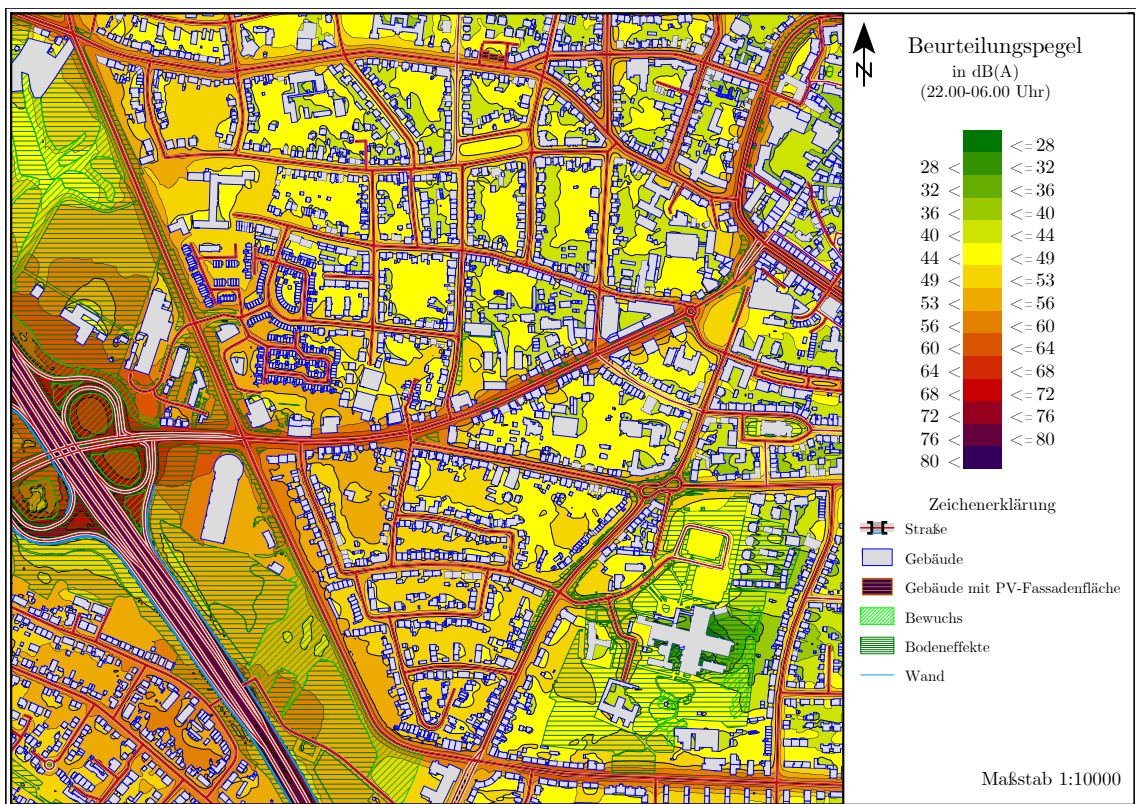 Beurteilungspegel
in dB(A)
(22.00-06.00 Uhr)
N
<= 28
28 < <= 32
32 < <= 36
36 < <= 40
40 < <= 44
44 < <= 49
49 < <= 53
53 < <= 56
56 < <= 60
60 < <= 64
64 < <= 68
68 < <= 72
72 < <= 76
76 < <= 80
80 <
Zeichenerklärung
Straße
Gebäude
Gebäude mit PV-Fassadenfläche
Bewuchs
Bodeneffekte
Wand
Maßstab 1:10000